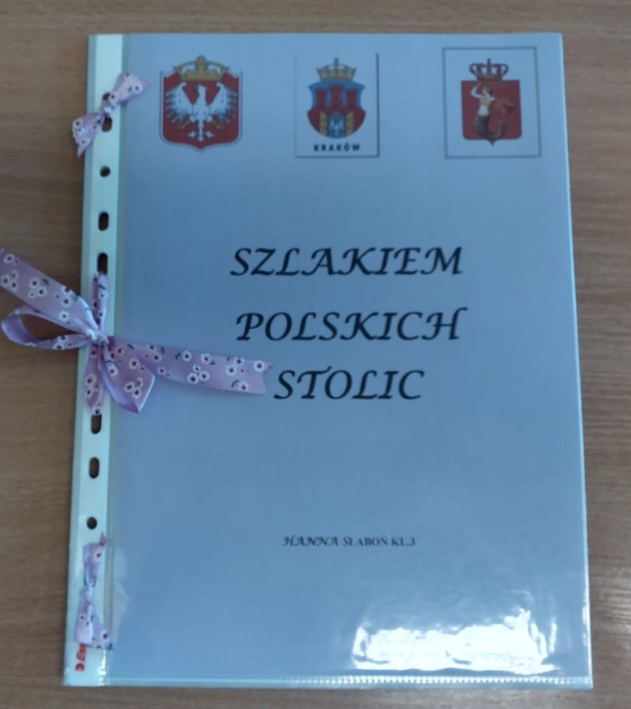 KRAKÓW
SZLAKIEM
POLSKICH
STOLIC
HANNA SŁABOŃ KL.3